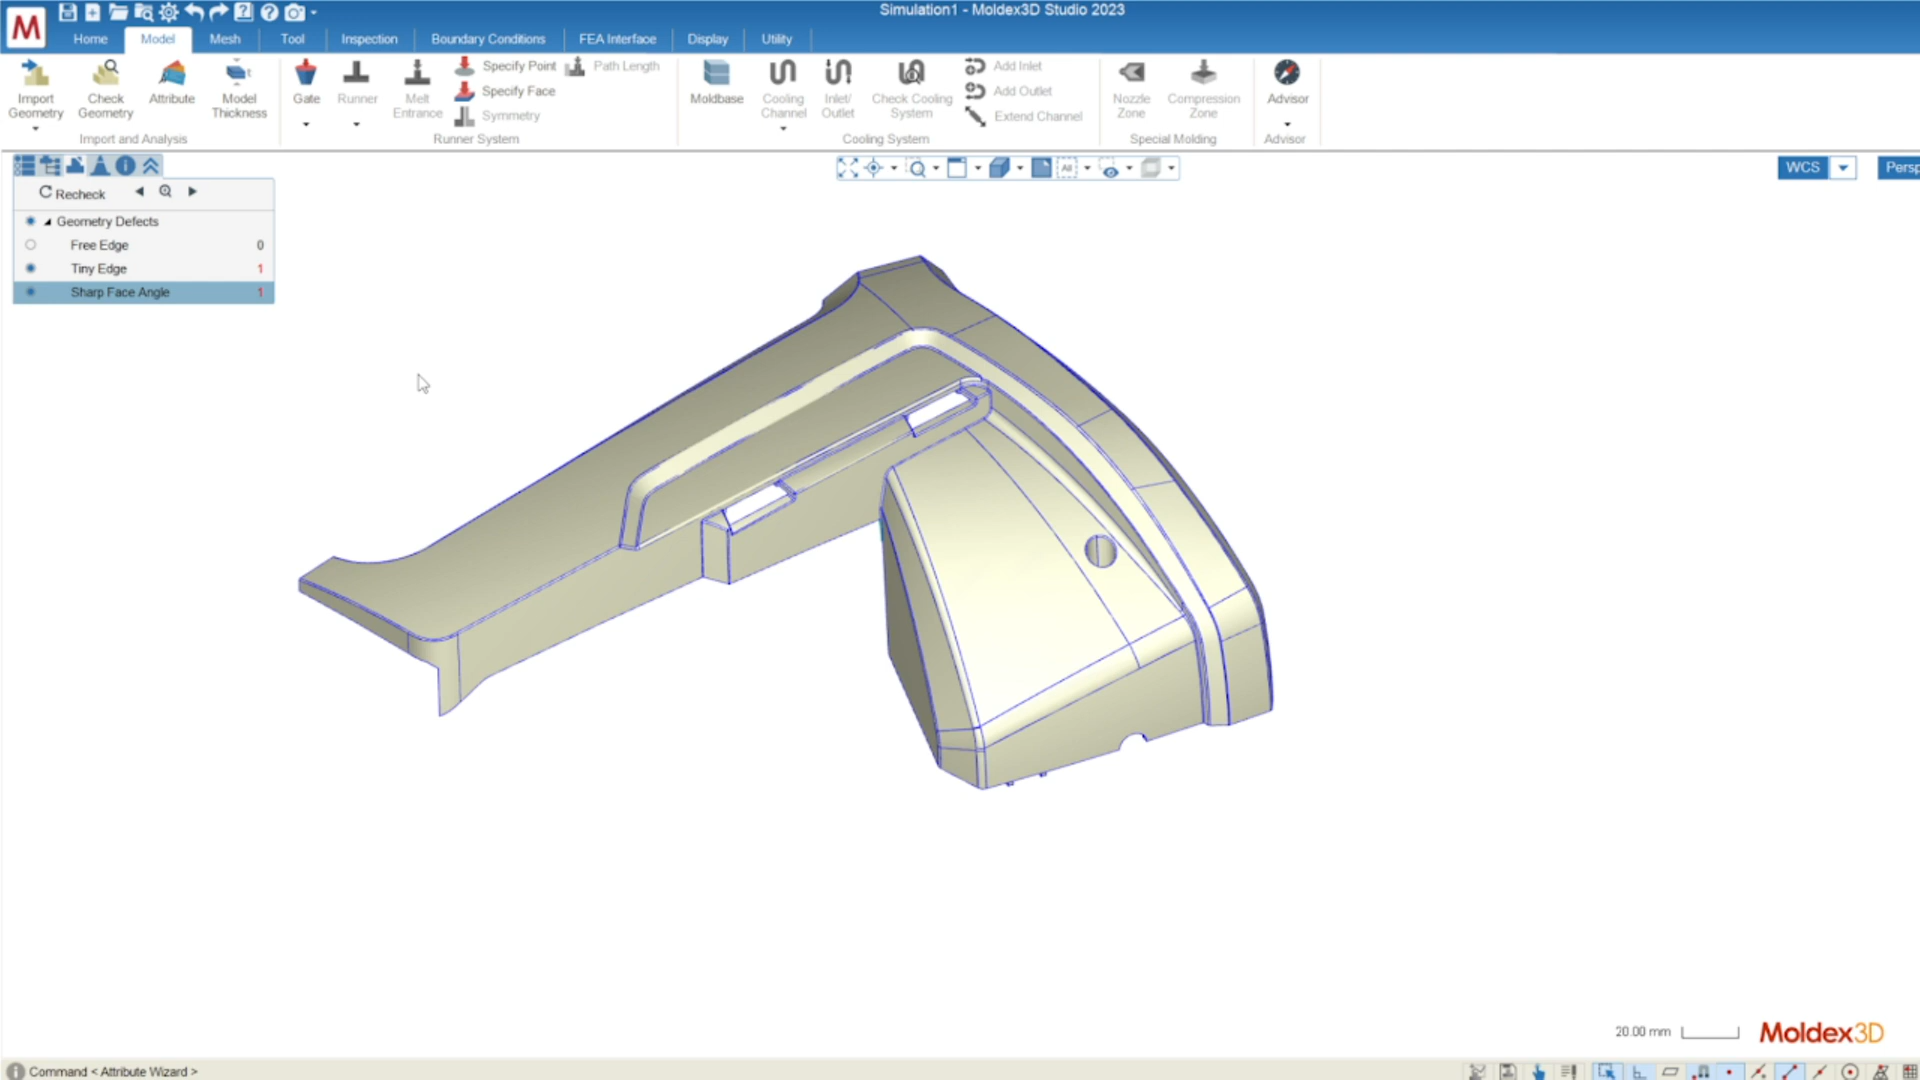 Simulation1 - Moldex3D Studio 2023
M
Home Model Mesh Tool Inspection Boundary Conditions FEA Interface Display Utility
Import Geometry
Check Geometry
Attribute
Model Thickness
Import and Analysis
Gate
Runner
Melt Entrance
Specify Point
Specify Face
Symmetry
Path Length
Runner System
Moldbase
Cooling Channel
Inlet/ Outlet
Check Cooling System
Add Inlet
Add Outlet
Extend Channel
Cooling System
Nozzle Zone
Compression Zone
Special Molding
Advisor
Advisor
All
WCS
Persp
Recheck
Geometry Defects
Free Edge 0
Tiny Edge 1
Sharp Face Angle 1
20.00 mm
Moldex3D
Command < Attribute Wizard >